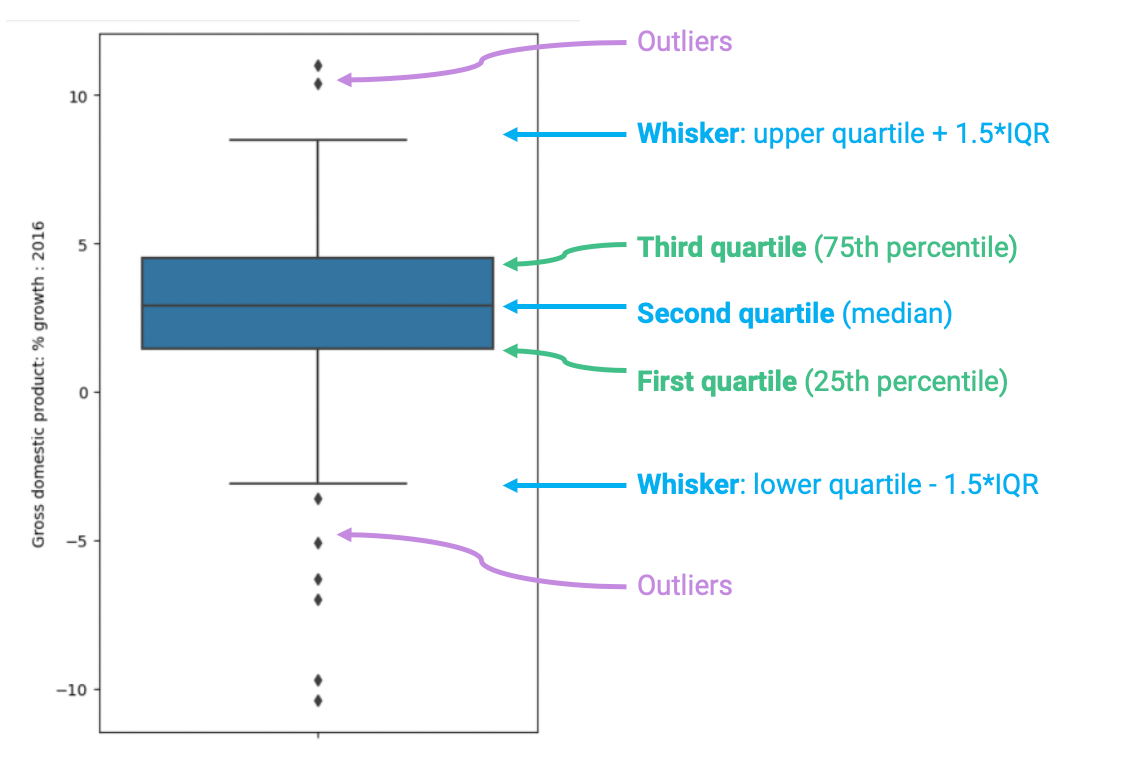 Outliers
10
Whisker: upper quartile + 1.5*IQR
Gross domestic product: % growth : 2016
5
Third quartile (75th percentile)
Second quartile (median)
First quartile (25th percentile)
0
Whisker: lower quartile - 1.5*IQR
−5
Outliers
−10